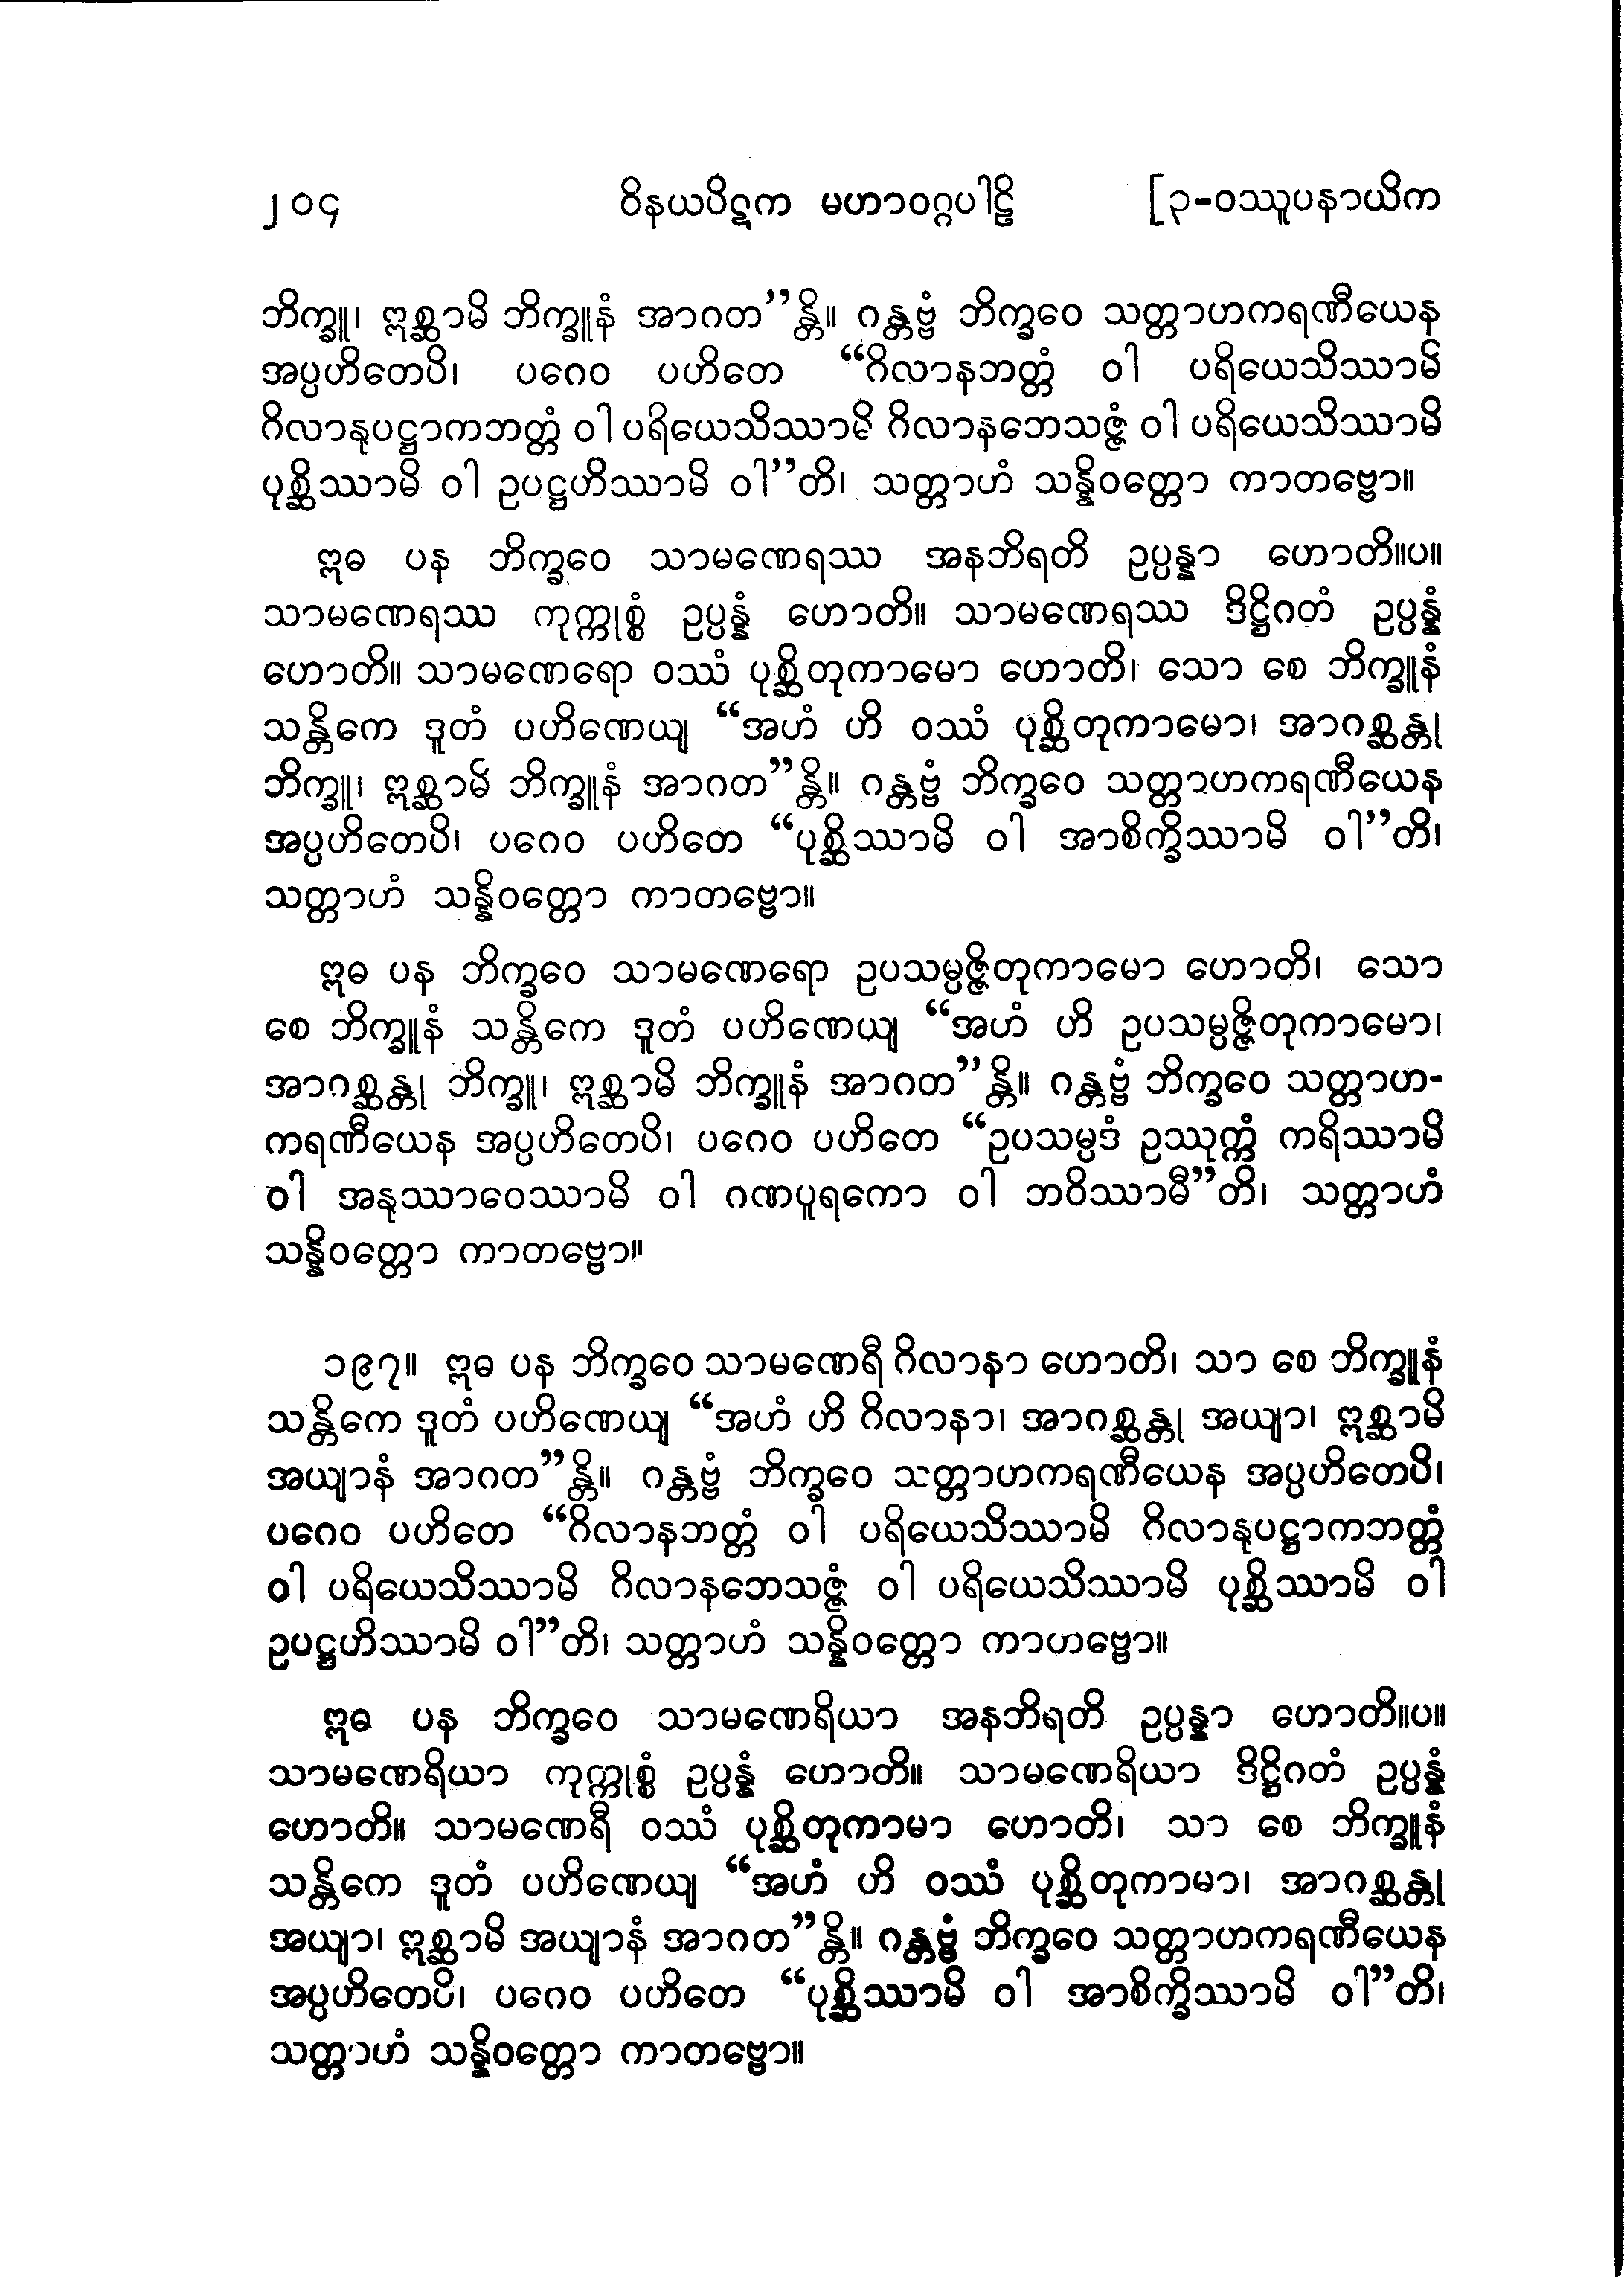 ၂၀၄ ဝိနယပိဋက မဟာဝဂ္ဂပါဠိ [၃-ဝဿူပနာယိက
ဘိက္ခူ၊ ဣစ္ဆာမိ ဘိက္ခူနံ အာဂတ”န္တိ။ ဂန္တဗ္ဗံ ဘိက္ခဝေ သတ္တာဟကရဏီယေန
အပ္ပဟိတေပိ၊ ပဂေဝ ပဟိတေ “ဂိလာနဘတ္တံ ဝါ ပရိယေသိဿာမိ
ဂိလာနုပဋ္ဌာကဘတ္တံ ဝါ ပရိယေသိဿာမိ ဂိလာနဘေသဇ္ဇံ ဝါ ပရိယေသိဿာမိ
ပုစ္ဆိဿာမိ ဝါ ဥပဋ္ဌဟိဿာမိ ဝါ”တိ၊ သတ္တာဟံ သန္နိဝတ္တော ကာတဗ္ဗော။
ဣဓ ပန ဘိက္ခဝေ သာမဏေရဿ အနဘိရတိ ဥပ္ပန္နာ ဟောတိ။ပ။
သာမဏေရဿ ကုက္ကုစ္စံ ဥပ္ပန္နံ ဟောတိ။ သာမဏေရဿ ဒိဋ္ဌိဂတံ ဥပ္ပန္နံ
ဟောတိ။ သာမဏေရော ဝဿံ ပုစ္ဆိတုကာမော ဟောတိ၊ သော စေ ဘိက္ခူနံ
သန္တိကေ ဒူတံ ပဟိဏေယျ “အဟံ ဟိ ဝဿံ ပုစ္ဆိတုကာမော၊ အာဂစ္ဆန္တု
ဘိက္ခူ၊ ဣစ္ဆာမိ ဘိက္ခူနံ အာဂတ”န္တိ။ ဂန္တဗ္ဗံ ဘိက္ခဝေ သတ္တာဟကရဏီယေန
အပ္ပဟိတေပိ၊ ပဂေဝ ပဟိတေ “ပုစ္ဆိဿာမိ ဝါ အာစိက္ခိဿာမိ ဝါ”တိ၊
သတ္တာဟံ သန္နိဝတ္တော ကာတဗ္ဗော။
ဣဓ ပန ဘိက္ခဝေ သာမဏေရော ဥပသမ္ပဇ္ဇိတုကာမော ဟောတိ၊ သော
စေ ဘိက္ခူနံ သန္တိကေ ဒူတံ ပဟိဏေယျ “အဟံ ဟိ ဥပသမ္ပဇ္ဇိတုကာမော၊
အာဂစ္ဆန္တု ဘိက္ခူ၊ ဣစ္ဆာမိ ဘိက္ခူနံ အာဂတ”န္တိ။ ဂန္တဗ္ဗံ ဘိက္ခဝေ သတ္တာဟ-
ကရဏီယေန အပ္ပဟိတေပိ၊ ပဂေဝ ပဟိတေ “ဥပသမ္ပဒံ ဥဿုက္ကံ ကရိဿာမိ
ဝါ အနုဿာဝေဿာမိ ဝါ ဂဏပူရကော ဝါ ဘဝိဿာမီ”တိ၊ သတ္တာဟံ
သန္နိဝတ္တော ကာတဗ္ဗော။
၁၉၇။ ဣဓ ပန ဘိက္ခဝေ သာမဏေရီ ဂိလာနာ ဟောတိ၊ သာ စေ ဘိက္ခူနံ
သန္တိကေ ဒူတံ ပဟိဏေယျ “အဟံ ဟိ ဂိလာနာ၊ အာဂစ္ဆန္တု အယျာ၊ ဣစ္ဆာမိ
အယျာနံ အာဂတ”န္တိ။ ဂန္တဗ္ဗံ ဘိက္ခဝေ သတ္တာဟကရဏီယေန အပ္ပဟိတေပိ၊
ပဂေဝ ပဟိတေ “ဂိလာနဘတ္တံ ဝါ ပရိယေသိဿာမိ ဂိလာနုပဋ္ဌာကဘတ္တံ
ဝါ ပရိယေသိဿာမိ ဂိလာနဘေသဇ္ဇံ ဝါ ပရိယေသိဿာမိ ပုစ္ဆိဿာမိ ဝါ
ဥပဋ္ဌဟိဿာမိ ဝါ”တိ၊ သတ္တာဟံ သန္နိဝတ္တော ကာဟဗ္ဗော။
ဣဓ ပန ဘိက္ခဝေ သာမဏေရိယာ အနဘိရတိ ဥပ္ပန္နာ ဟောတိ။ပ။
သာမဏေရိယာ ကုက္ကုစ္စံ ဥပ္ပန္နံ ဟောတိ။ သာမဏေရိယာ ဒိဋ္ဌိဂတံ ဥပ္ပန္နံ
ဟောတိ။ သာမဏေရီ ဝဿံ ပုစ္ဆိတုကာမာ ဟောတိ၊ သာ စေ ဘိက္ခူနံ
သန္တိကေ ဒူတံ ပဟိဏေယျ “အဟံ ဟိ ဝဿံ ပုစ္ဆိတုကာမာ၊ အာဂစ္ဆန္တု
အယျာ၊ ဣစ္ဆာမိ အယျာနံ အာဂတ”န္တိ။ ဂန္တဗ္ဗံ ဘိက္ခဝေ သတ္တာဟကရဏီယေန
အပ္ပဟိတေပိ၊ ပဂေဝ ပဟိတေ “ပုစ္ဆိဿာမိ ဝါ အာစိက္ခိဿာမိ ဝါ”တိ၊
သတ္တာဟံ သန္နိဝတ္တော ကာတဗ္ဗော။